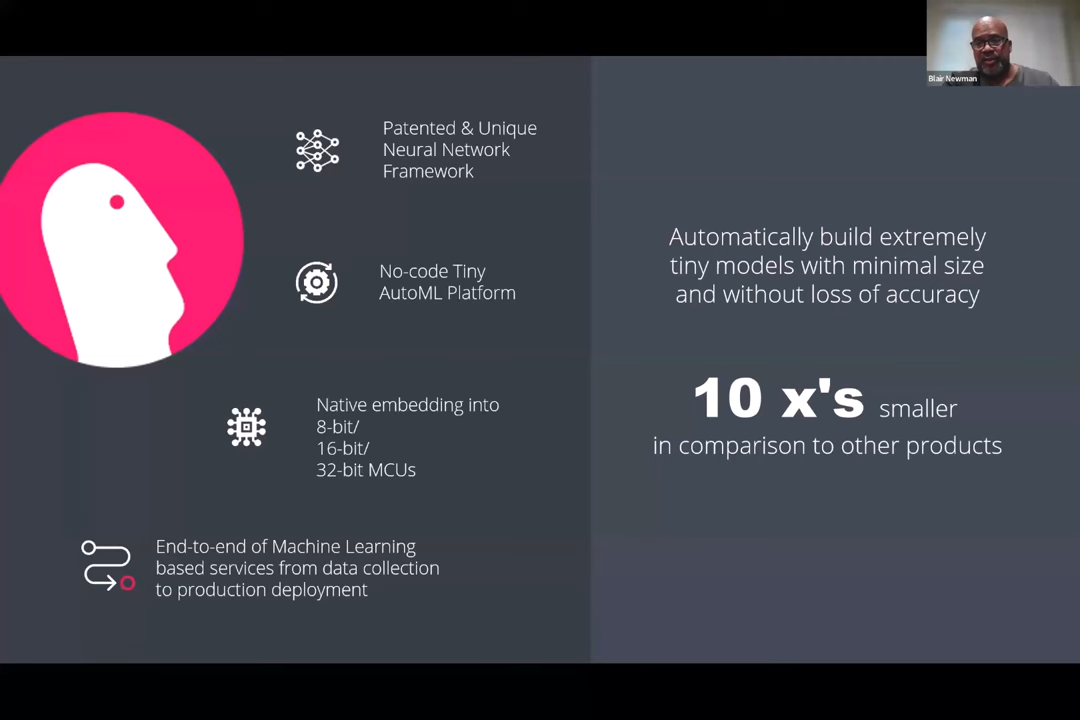 Blair Newman
Patented & Unique
Neural Network
Framework
No-code Tiny
AutoML Platform
Native embedding into
8-bit/
16-bit/
32-bit MCUs
End-to-end of Machine Learning
based services from data collection
to production deployment
Automatically build extremely
tiny models with minimal size
and without loss of accuracy
10 x's smaller
in comparison to other products